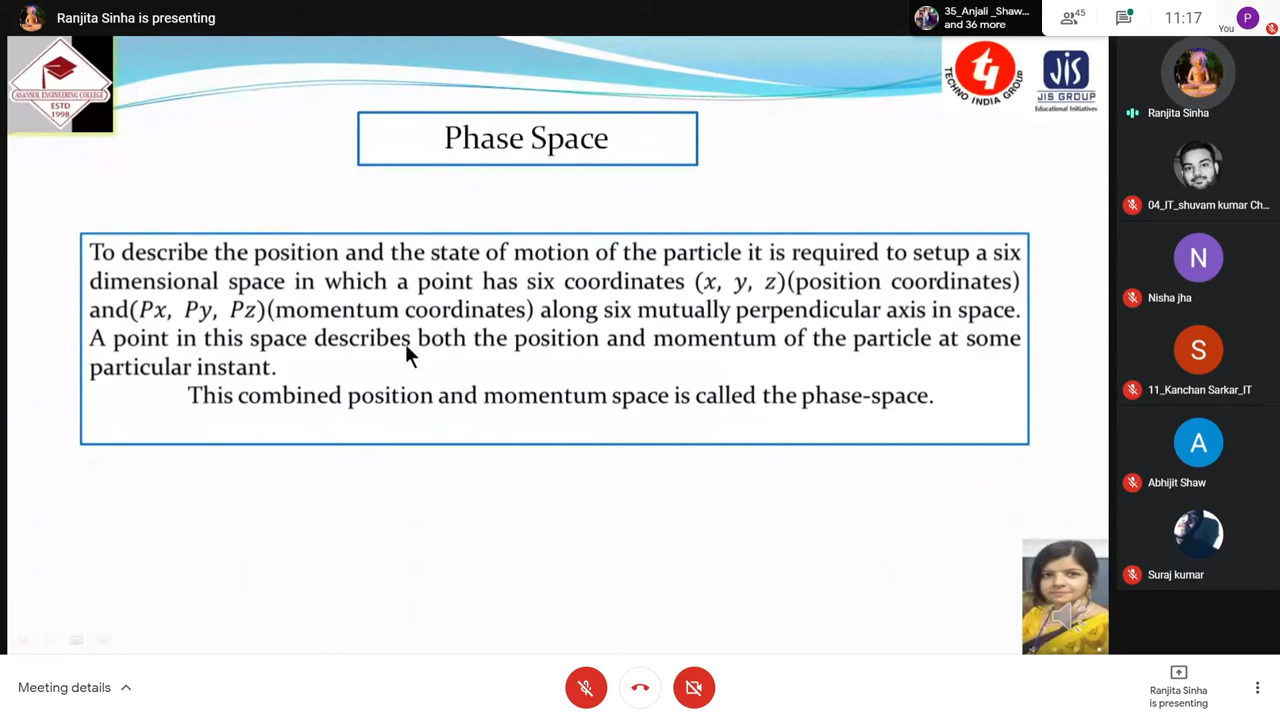 Ranjita Sinha is presenting
35_Anjali _Shaw...
and 36 more
45
11:17
You
P
ASANSOL ENGINEERING COLLEGE
ESTD
1998
TECHNO INDIA GROUP
JIS
JIS GROUP
Educational Initiatives
Phase Space
To describe the position and the state of motion of the particle it is required to setup a six
dimensional space in which a point has six coordinates (x, y, z)(position coordinates)
and(Px, Py, Pz)(momentum coordinates) along six mutually perpendicular axis in space.
A point in this space describes both the position and momentum of the particle at some
particular instant.
This combined position and momentum space is called the phase-space.
Ranjita Sinha
04_IT_shuvam kumar Ch...
N
Nisha jha
S
11_Kanchan Sarkar_IT
A
Abhijit Shaw
Suraj kumar
Meeting details
Ranjita Sinha
is presenting